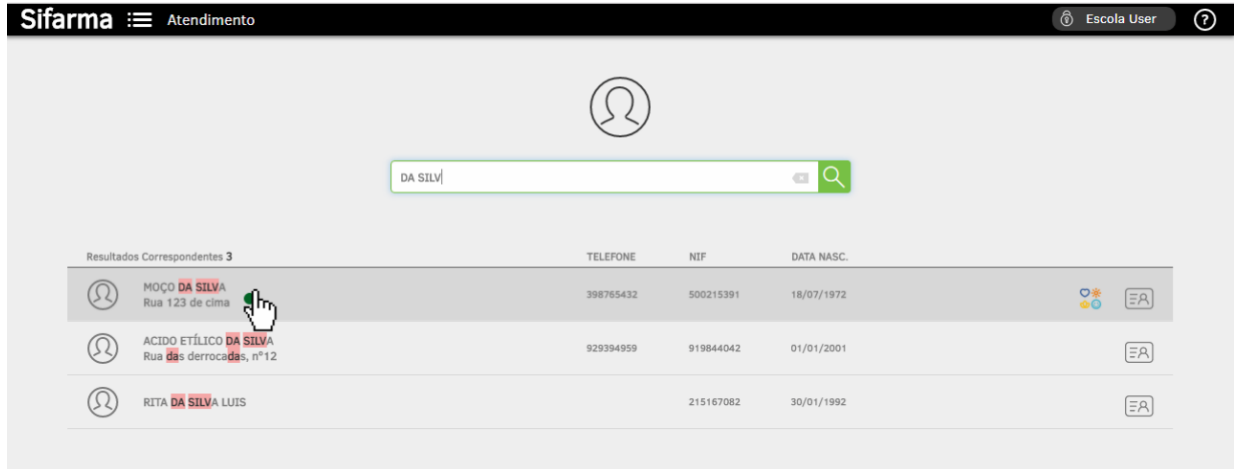 Sifarma Atendimento Escola User ?
DA SILV
Resultados Correspondentes 3 TELEFONE NIF DATA NASC.
MOÇO DA SILVA
Rua 123 de cima 398765432 500215391 18/07/1972
ACIDO ETÍLICO DA SILVA
Rua das derrocadas, nº12 929394959 919844042 01/01/2001
RITA DA SILVA LUIS 215167082 30/01/1992